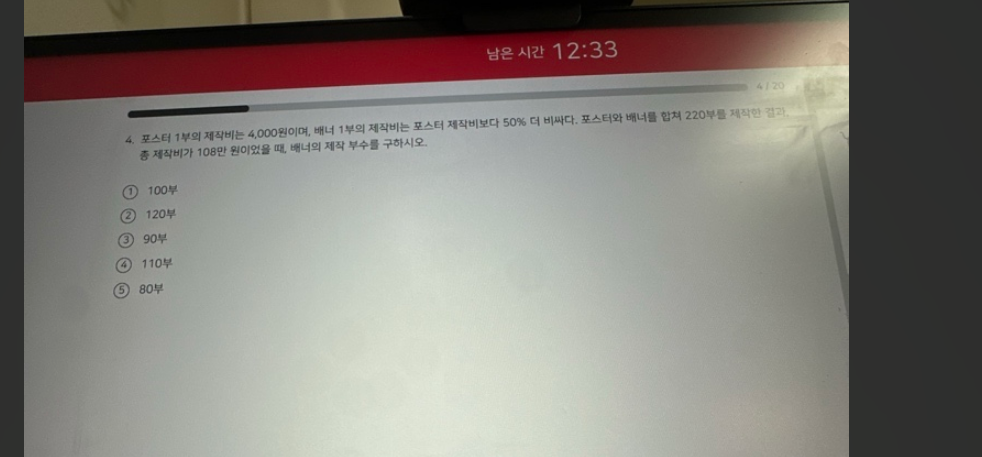 남은 시간 12:33
4 / 20
4. 포스터 1부의 제작비는 4,000원이며, 배너 1부의 제작비는 포스터 제작비보다 50% 더 비싸다. 포스터와 배너를 합쳐 220부를 제작한 결과,
총 제작비가 108만 원이었을 때, 배너의 제작 부수를 구하시오.
① 100부
② 120부
③ 90부
④ 110부
⑤ 80부